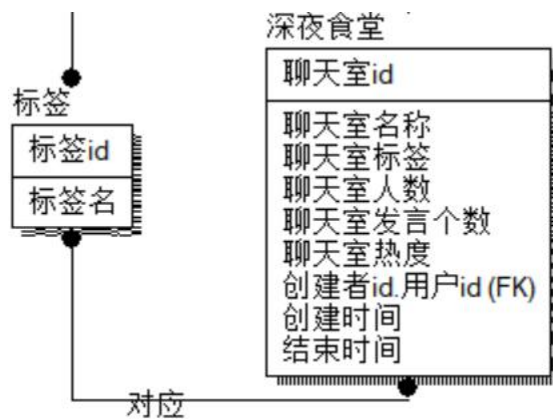 标签
标签id
标签名
深夜食堂
聊天室id
聊天室名称
聊天室标签
聊天室人数
聊天室发言个数
聊天室热度
创建者id.用户id (FK)
创建时间
结束时间
对应